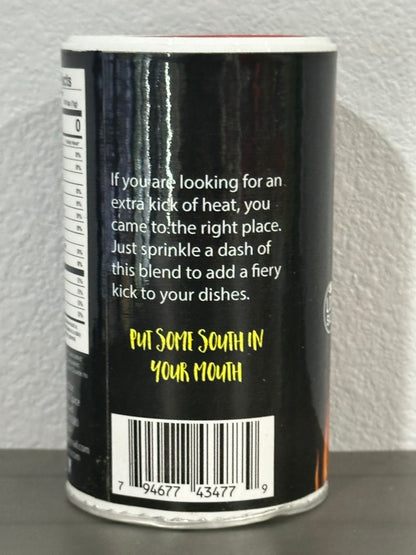 If you are looking for an
extra kick of heat, you
came to the right place.
Just sprinkle a dash of
this blend to add a fiery
kick to your dishes.
PUT SOME SOUTH IN
YOUR MOUTH
7 94677 43477 9